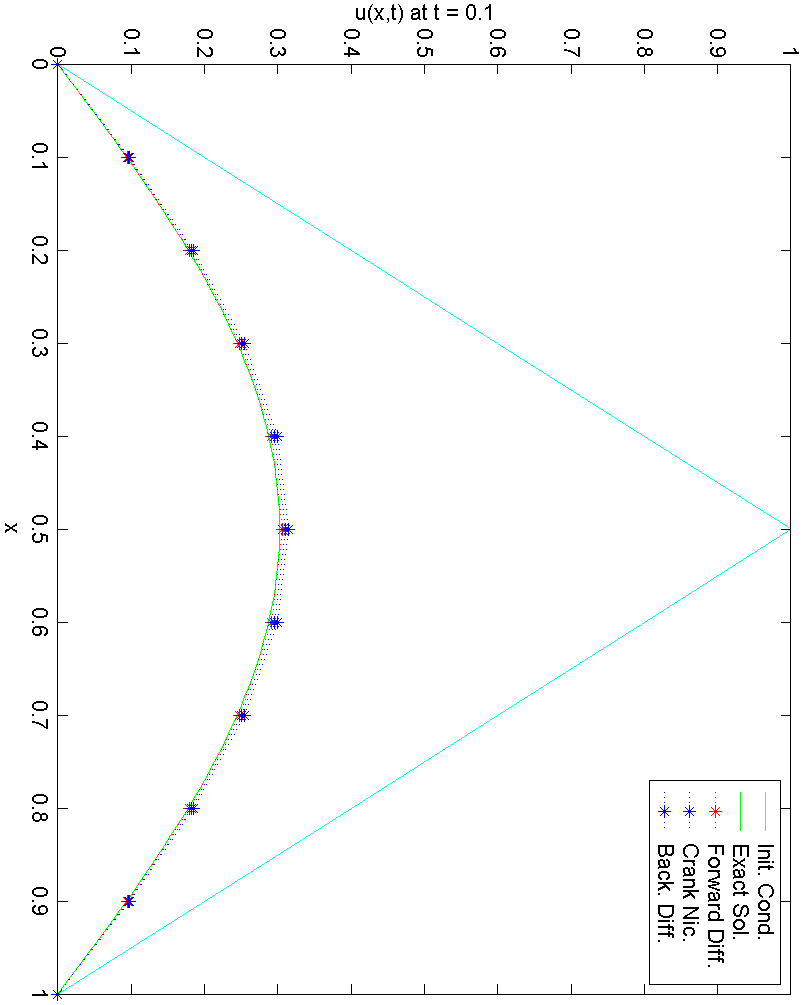 u(x,t) at t = 0.1
1
0.9
0.8
0.7
0.6
0.5
0.4
0.3
0.2
0.1
0
0 0.1 0.2 0.3 0.4 0.5 0.6 0.7 0.8 0.9 1
x
Init. Cond.
Exact Sol.
Forward Diff.
Crank Nic.
Back. Diff.